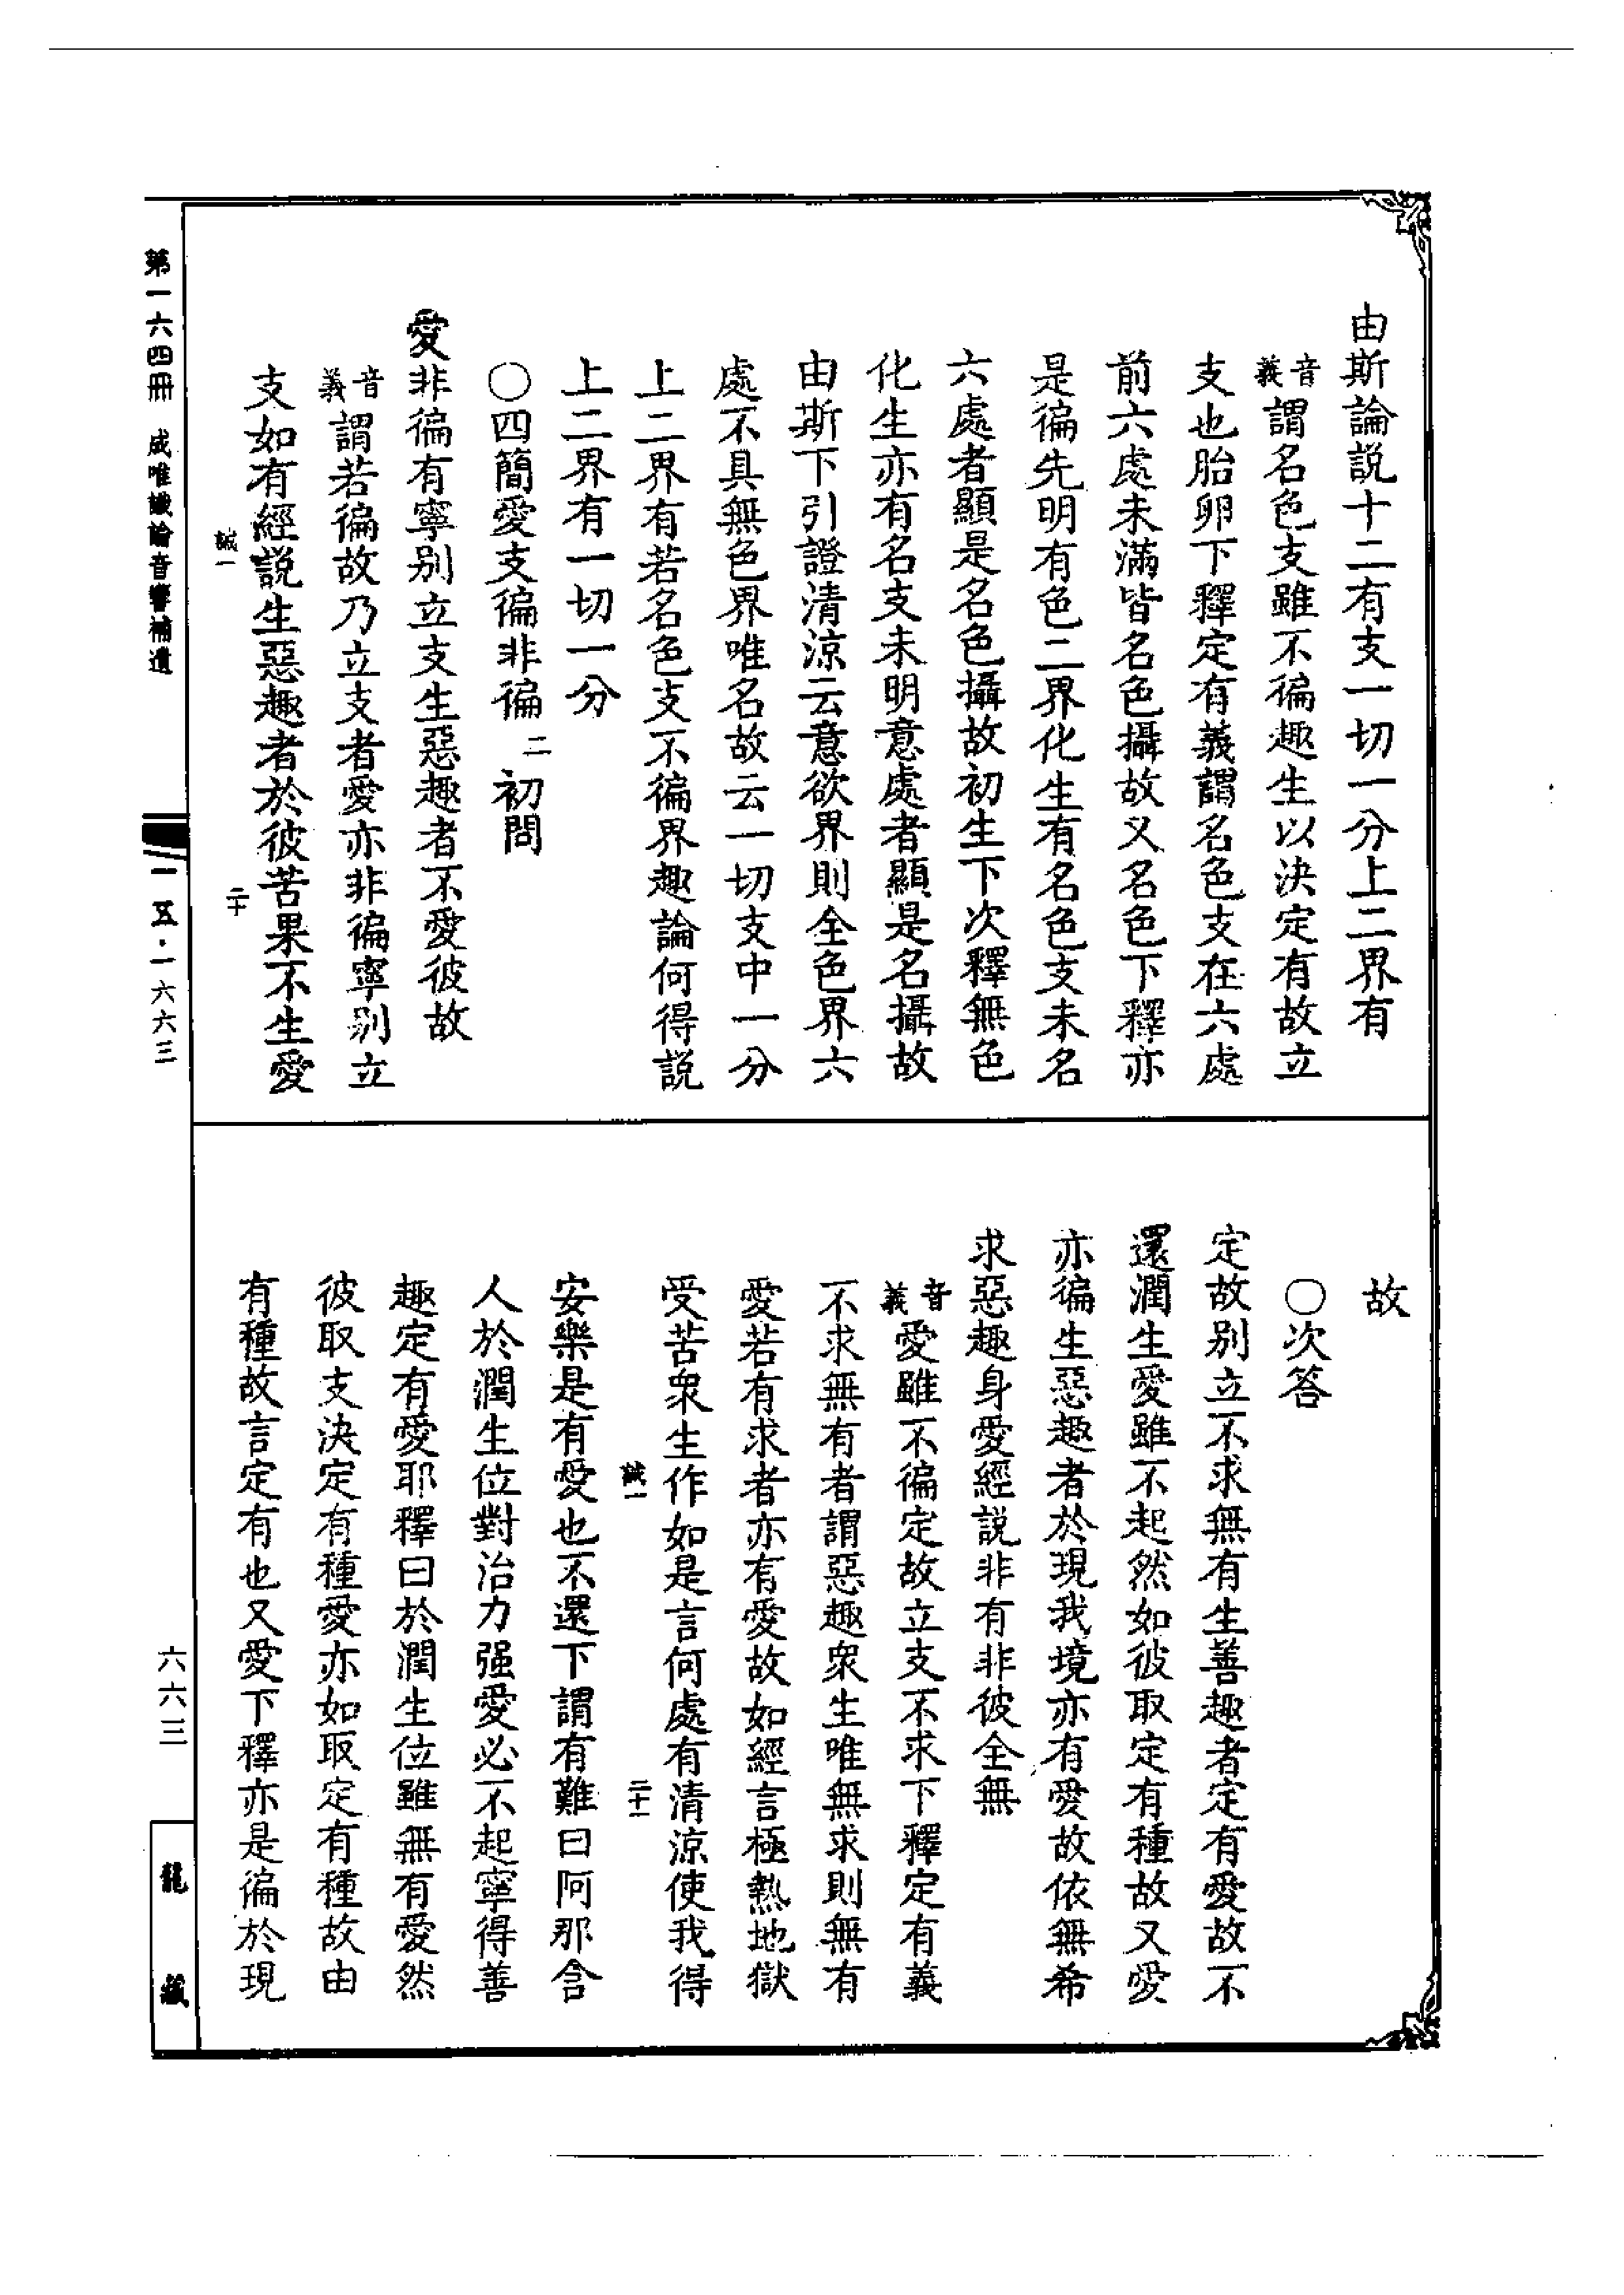 由斯論説十二有支一切一分上二界有
音義謂名色支雖不徧趣生以決定有故立
支也胎卵下釋定有義謂名色支在六處
前六處未滿皆名色攝故又名色下釋亦
是徧先明有色二界化生有名色支未名
六處者顯是名色攝故初生下次釋無色
化生亦有名支未明意處者顯是名攝故
由斯下引證清涼云意欲界則全色界六
處不具無色界唯名故云一切支中一分
上二界有若名色支不徧界趣論何得説
上二界有一切一分
○四簡愛支徧非徧二初問
愛非徧有寧别立支生惡趣者不愛彼故
音義謂若徧故乃立支者愛亦非徧寧别立
支如有經説生惡趣者於彼苦果不生愛
誠一 二十
故
○次答
定故别立不求無有生善趣者定有愛故不
還潤生愛雖不起然如彼取定有種故又愛
亦徧生惡趣者於現我境亦有愛故依無希
求惡趣身愛經説非有非彼全無
音義愛雖不徧定故立支不求下釋定有義
不求無有者謂惡趣衆生唯無求則無有
愛若有求者亦有愛故如經言極熱地獄
受苦衆生作如是言何處有清涼使我得
誠一 二十一
安樂是有愛也不還下謂有難曰阿那含
人於潤生位對治力强愛必不起寧得善
趣定有愛耶釋曰於潤生位雖無有愛然
彼取支決定有種愛亦如取定有種故由
有種故言定有也又愛下釋亦是徧於現
第一六四冊 成唯識論音響補遺
一一五·一六六三
六六三
龍藏